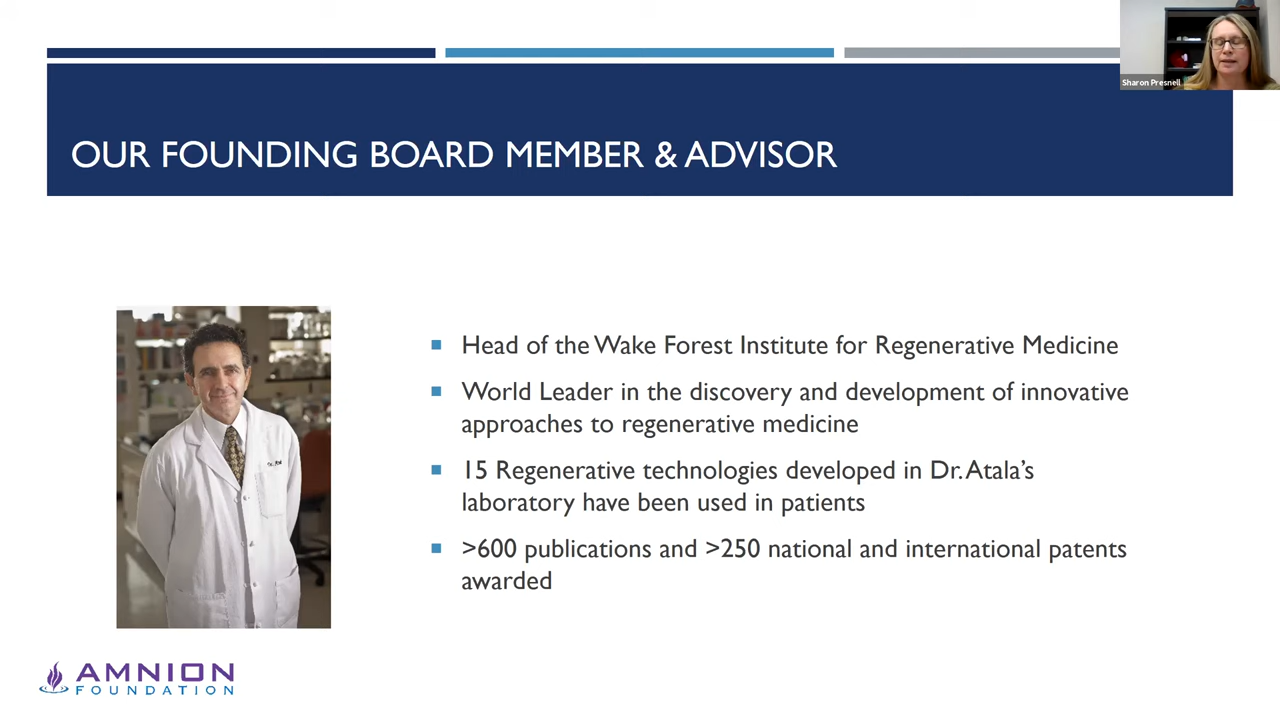 Sharon Presnell
OUR FOUNDING BOARD MEMBER & ADVISOR
Head of the Wake Forest Institute for Regenerative Medicine
World Leader in the discovery and development of innovative
approaches to regenerative medicine
15 Regenerative technologies developed in Dr. Atala's
laboratory have been used in patients
>600 publications and >250 national and international patents
awarded
AMNION
FOUNDATION